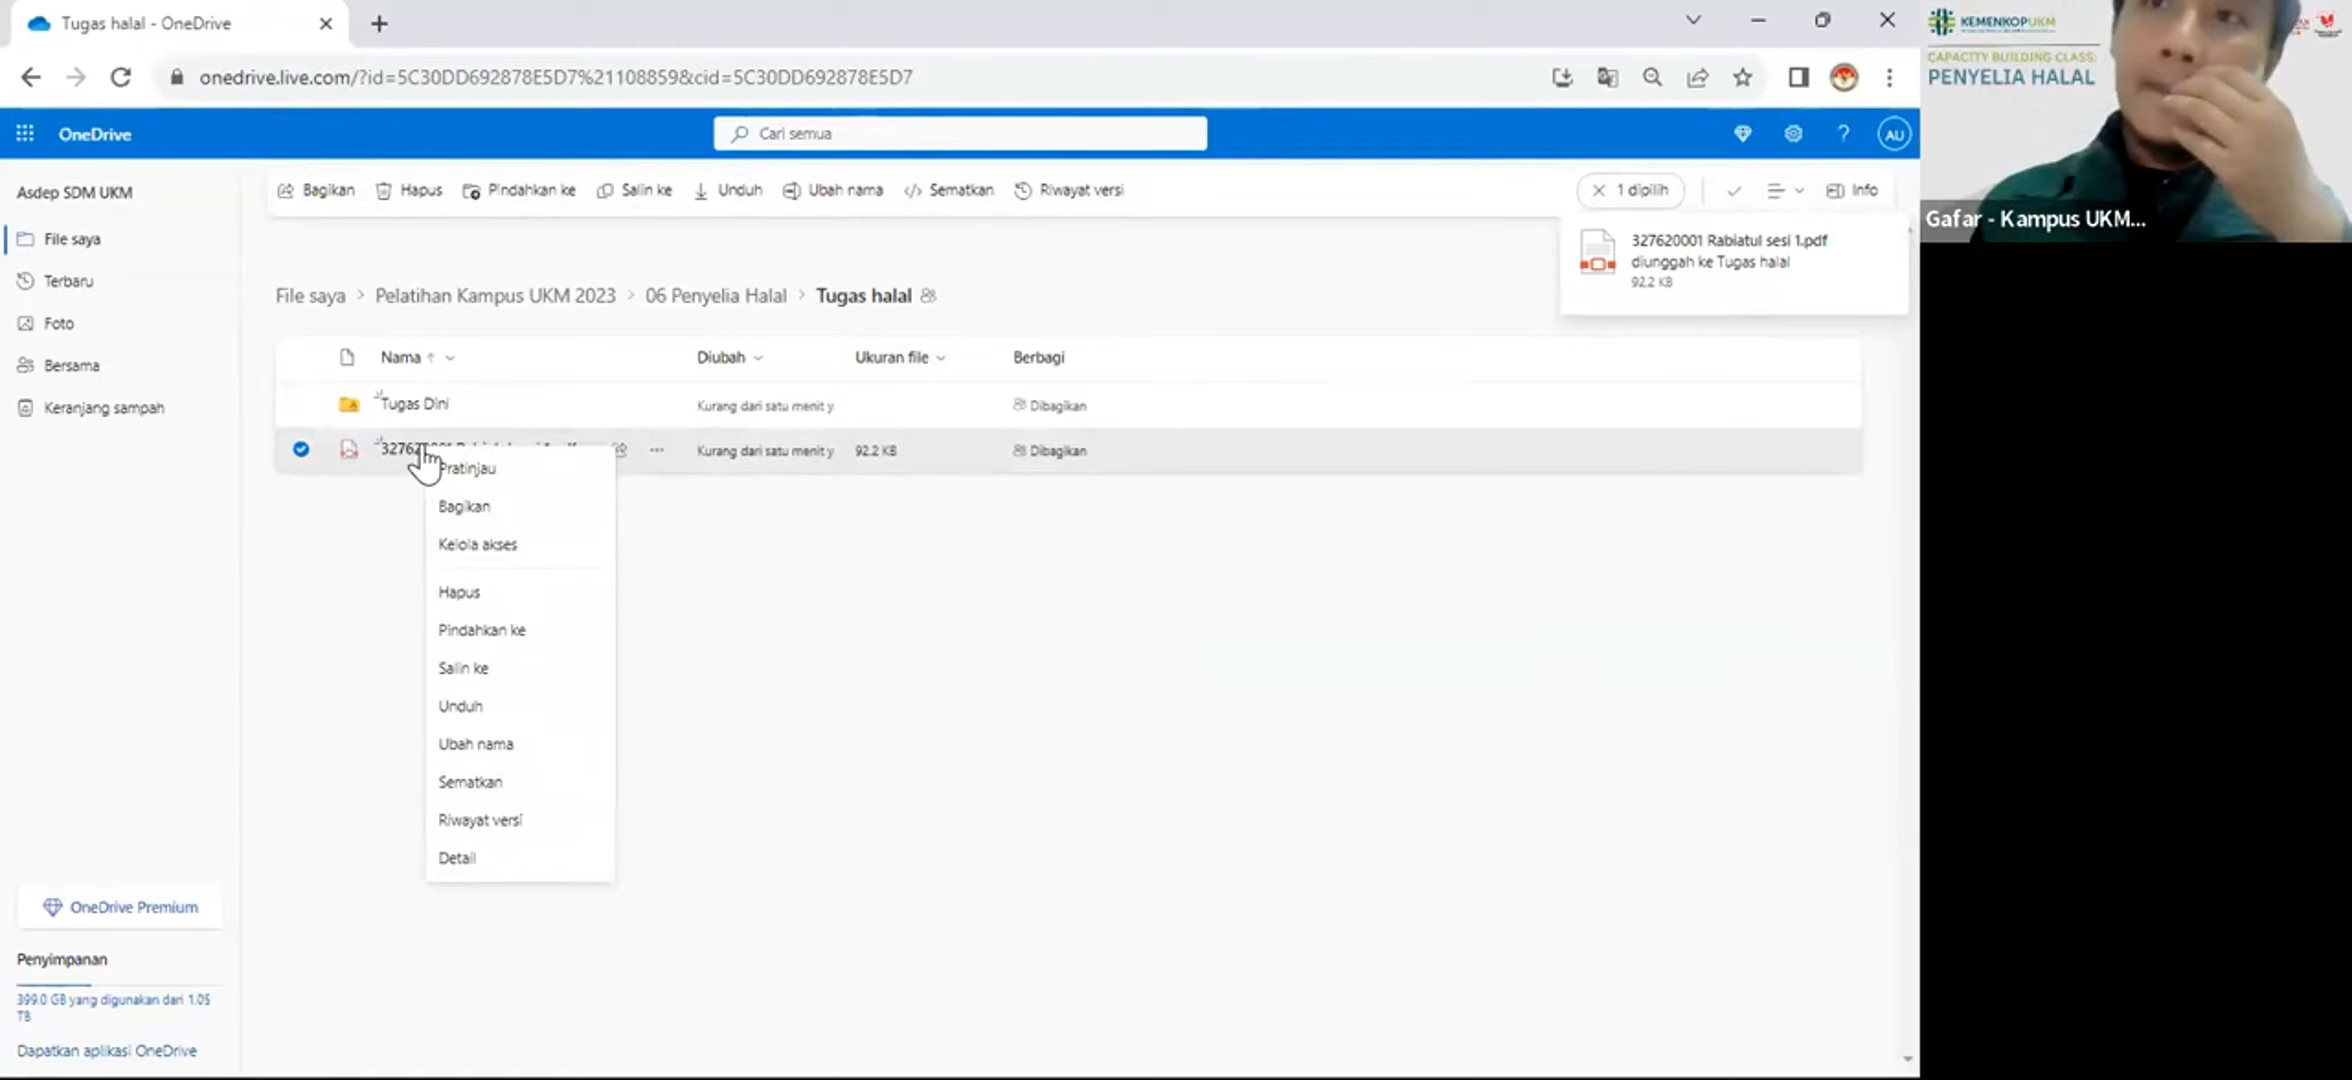 Tugas halal - OneDrive
onedrive.live.com/?id=5C30DD692878E5D7%21108859&cid=5C30DD692878E5D7
OneDrive
Cari semua
AU
Asdep SDM UKM
File saya
Terbaru
Foto
Bersama
Keranjang sampah
OneDrive Premium
Penyimpanan
399.0 GB yang digunakan dari 1.05
TB
Dapatkan aplikasi OneDrive
Bagikan Hapus Pindahkan ke Salin ke Unduh Ubah nama Sematkan Riwayat versi
1 dipilih
Info
327620001 Rabiatul sesi 1.pdf
diunggah ke Tugas halal
92.2 KB
File saya > Pelatihan Kampus UKM 2023 > 06 Penyelia Halal > Tugas halal
Nama Diubah Ukuran file Berbagi
Tugas Dini Kurang dari satu menit y Dibagikan
Kurang dari satu menit y 92.2 KB Dibagikan
Pratinjau
Bagikan
Kelola akses
Hapus
Pindahkan ke
Salin ke
Unduh
Ubah nama
Sematkan
Riwayat versi
Detail
KEMENKOPUKM
CAPACITY BUILDING CLASS:
PENYELIA HALAL
Gafar - Kampus UKM...